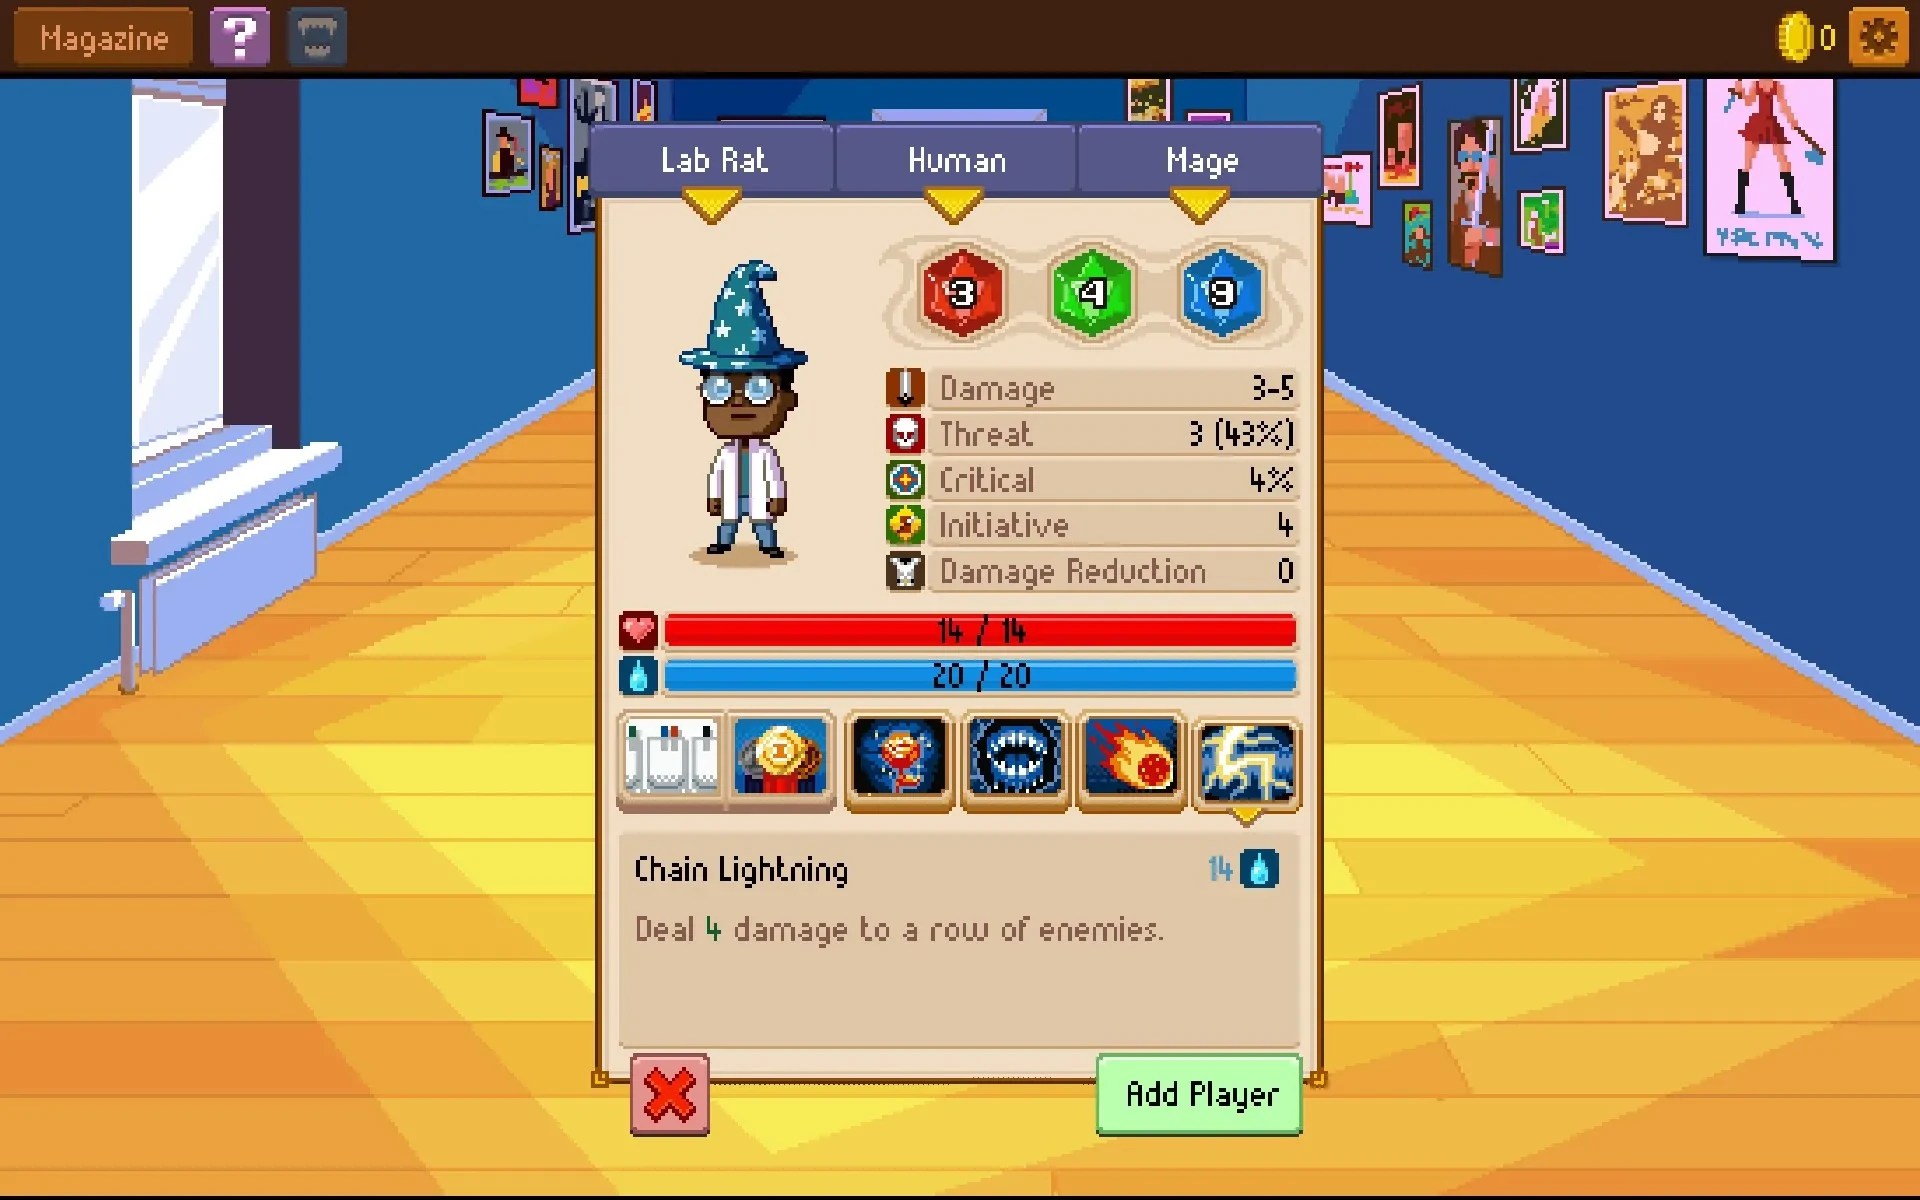 Magazine
?
0
Lab Rat
Human
Mage
3
4
9
Damage
3-5
Threat
3 (43%)
Critical
4%
Initiative
4
Damage Reduction
0
14 / 14
20 / 20
Chain Lightning
14
Deal 4 damage to a row of enemies.
Add Player